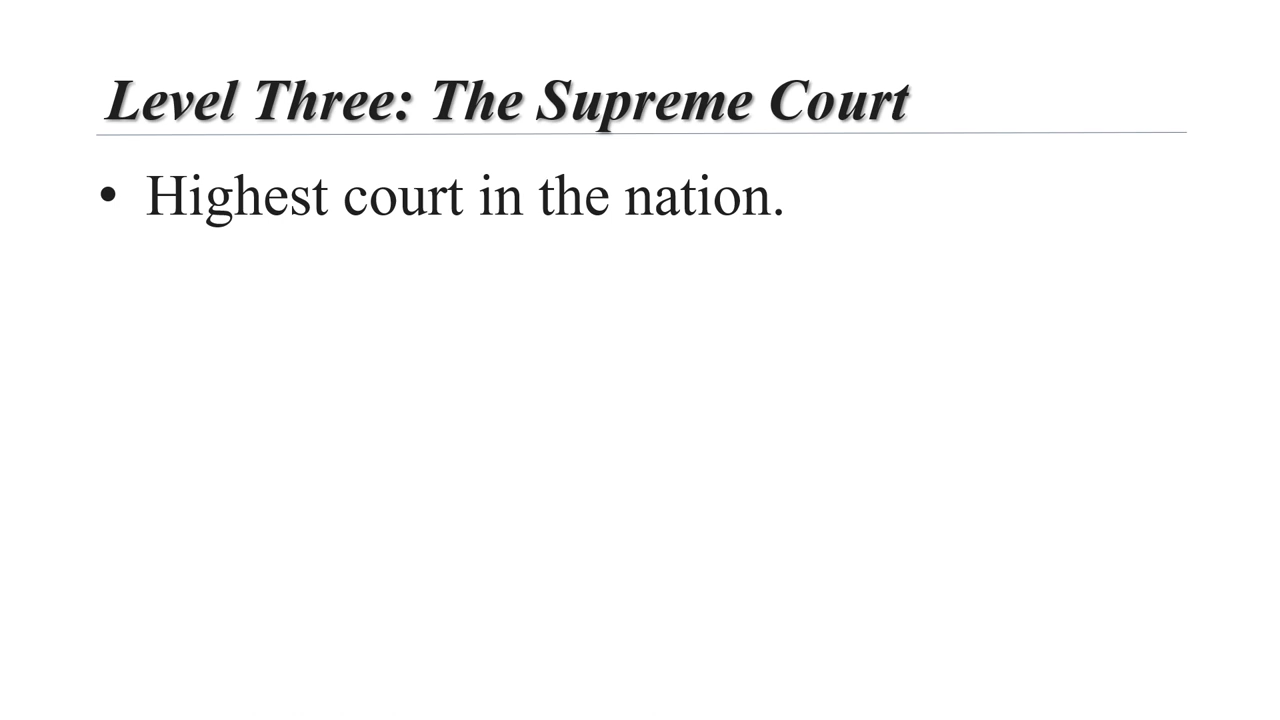 Level Three: The Supreme Court
• Highest court in the nation.